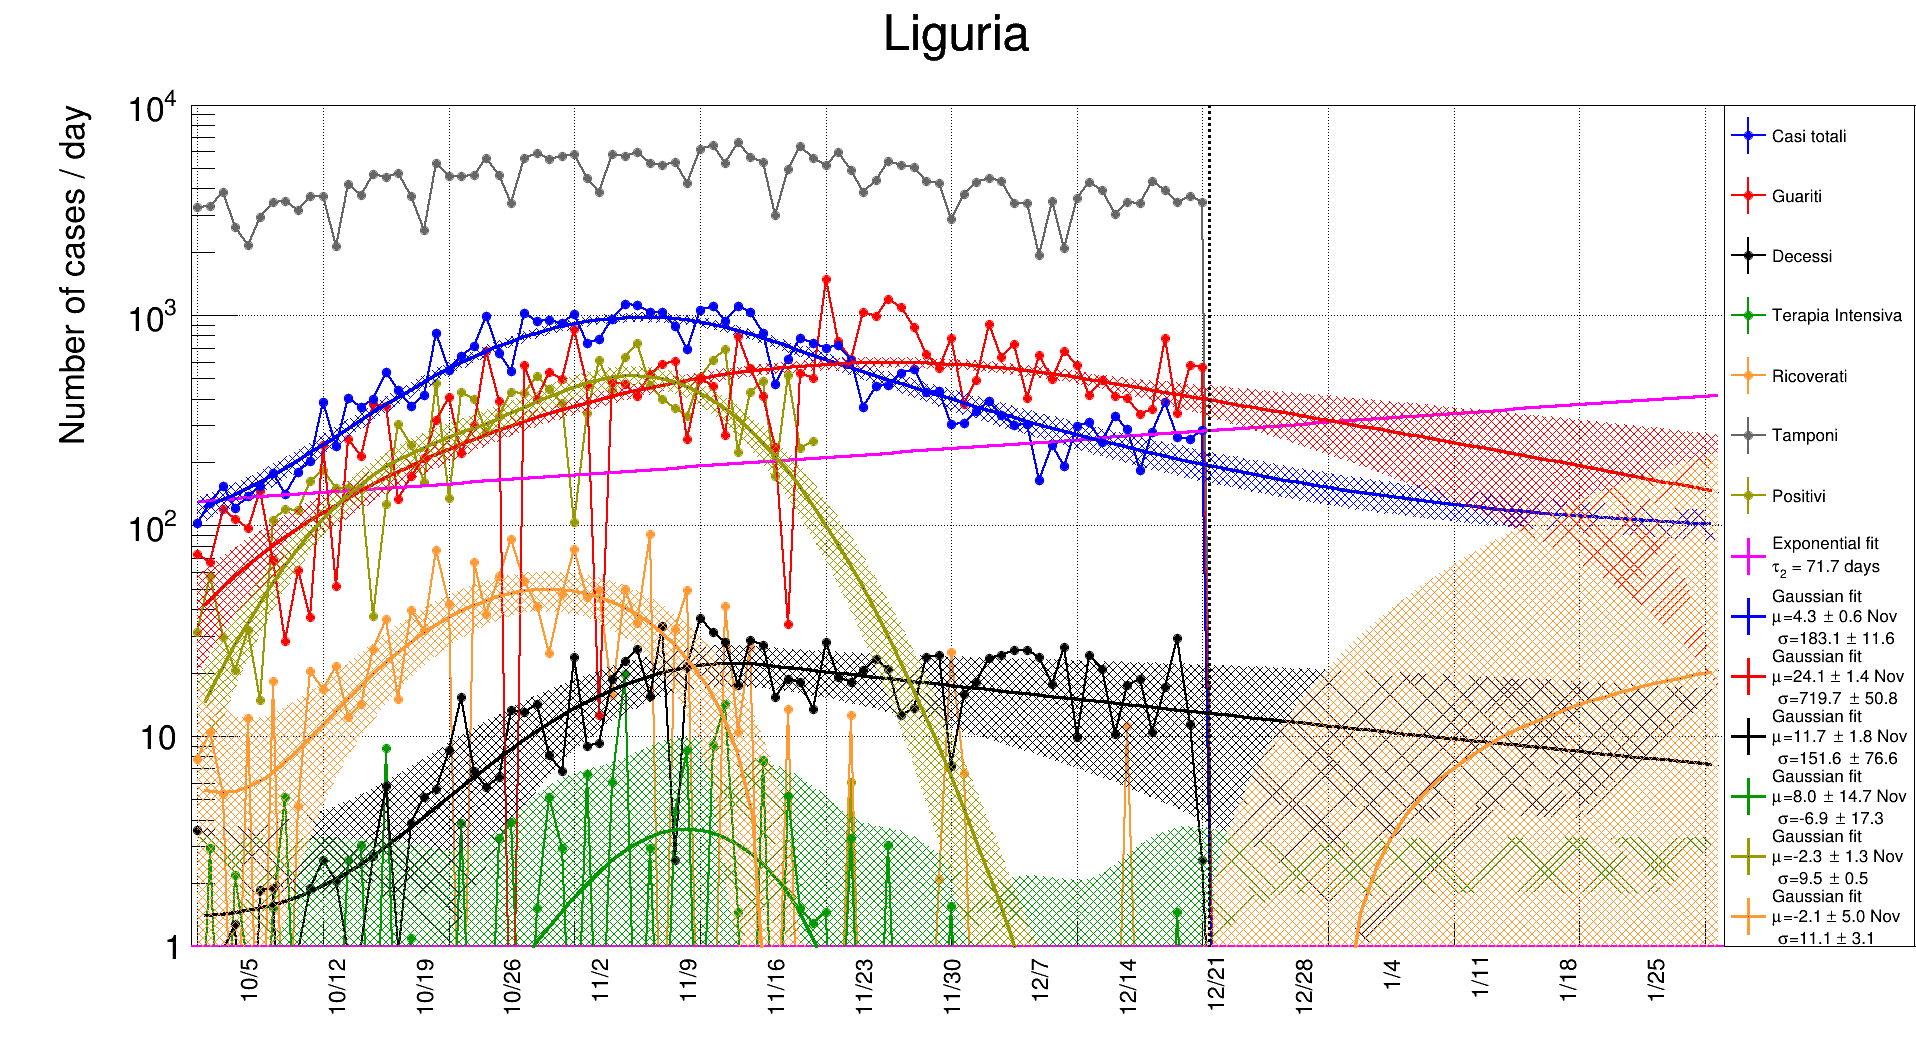 Liguria
Number of cases / day
10^4
10^3
10^2
10
1
10/5
10/12
10/19
10/26
11/2
11/9
11/16
11/23
11/30
12/7
12/14
12/21
12/28
1/4
1/11
1/18
1/25
Casi totali
Guariti
Decessi
Terapia Intensiva
Ricoverati
Tamponi
Positivi
Exponential fit
τ₂ = 71.7 days
Gaussian fit
μ=4.3 ± 0.6 Nov
σ=183.1 ± 11.6
Gaussian fit
μ=24.1 ± 1.4 Nov
σ=719.7 ± 50.8
Gaussian fit
μ=11.7 ± 1.8 Nov
σ=151.6 ± 76.6
Gaussian fit
μ=8.0 ± 14.7 Nov
σ=-6.9 ± 17.3
Gaussian fit
μ=-2.3 ± 1.3 Nov
σ=9.5 ± 0.5
Gaussian fit
μ=-2.1 ± 5.0 Nov
σ=11.1 ± 3.1